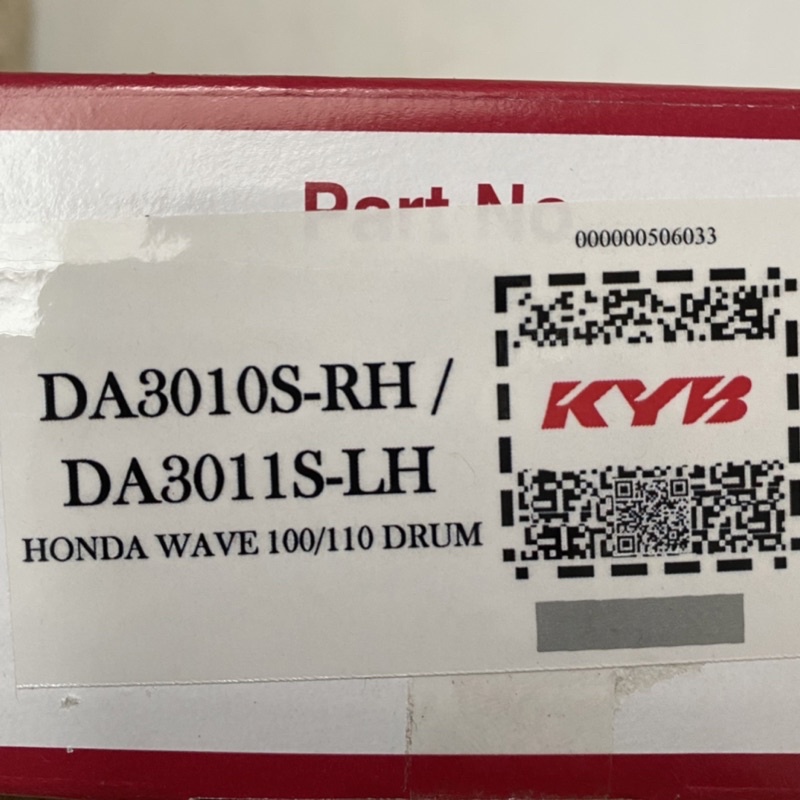 Part No
000000506033
DA3010S-RH /
DA3011S-LH
HONDA WAVE 100/110 DRUM
KYB